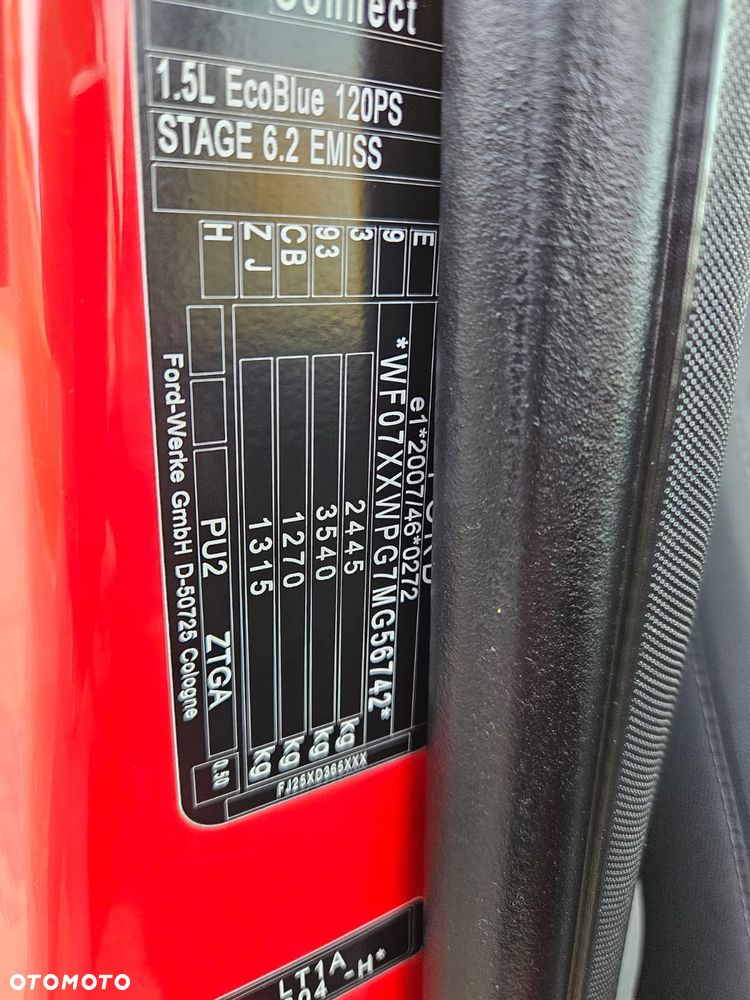 Connect
1.5L EcoBlue 120PS
STAGE 6.2 EMISS
E
9
3
93
CB
ZJ
H
FORD
e1*2007/46*0272
*WF07XXWPG7MG56742*
2445 kg
3540 kg
1270 kg
1315 kg
PU2 ZTGA 0.50
Ford-Werke GmbH D-50725 Cologne
FJ25XD365XXX
LT1A
-H*
OTOMOTO